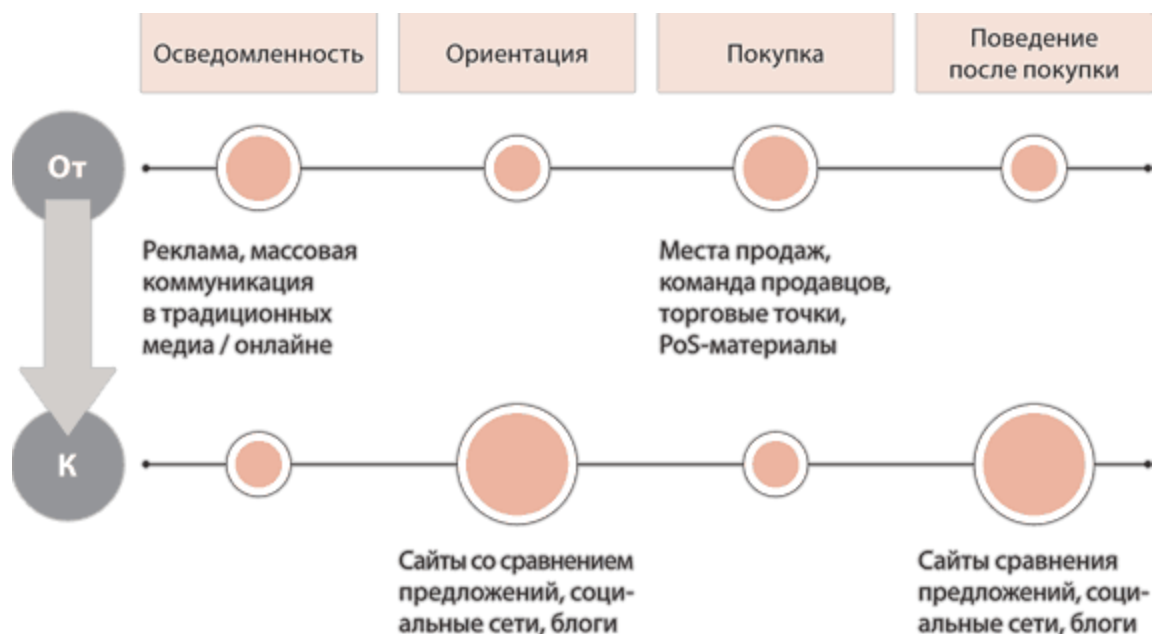 Осведомленность
Ориентация
Покупка
Поведение
после покупки
От
Реклама, массовая
коммуникация
в традиционных
медиа / онлайне
Места продаж,
команда продавцов,
торговые точки,
PoS-материалы
К
Сайты со сравнением
предложений, соци-
альные сети, блоги
Сайты сравнения
предложений, соци-
альные сети, блоги